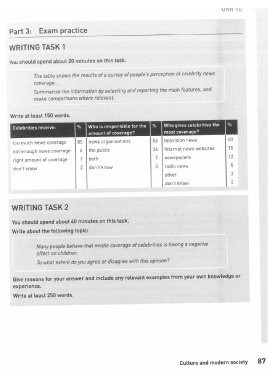 Unit 10
Part 3: Exam practice
WRITING TASK 1
You should spend about 20 minutes on this task.
The table shows the results of a survey of people's perception of celebrity news
coverage.
Summarise the information by selecting and reporting the main features, and
make comparisons where relevant.
Write at least 150 words.
Celebrities receive: % Who is responsible for the amount of coverage? % Who gives celebrities the most coverage? %
too much news coverage 85 news organisations 54 television news 60
not enough news coverage 6 the public 34 internet news websites 15
right amount of coverage 7 both 9 newspapers 12
don't know 2 don't know 3 radio news 5
other 3
don't know
WRITING TASK 2
You should spend about 40 minutes on this task.
Write about the following topic:
Many people believe that media coverage of celebrities is having a negative
effect on children.
To what extent do you agree or disagree with this opinion?
Give reasons for your answer and include any relevant examples from your own knowledge or
experience.
Write at least 250 words.
Culture and modern society 87